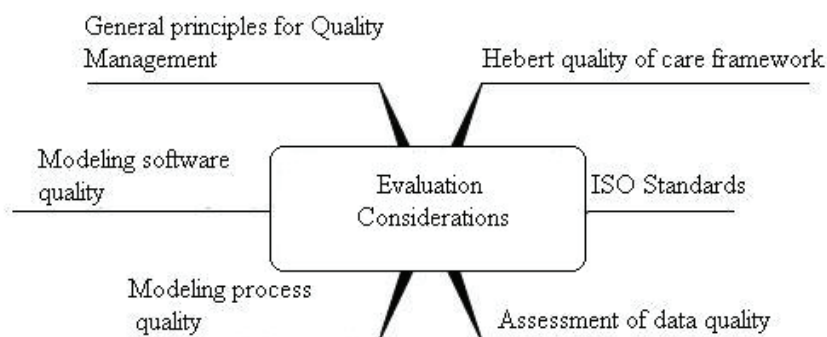 General principles for Quality
Management
Hebert quality of care framework
Modeling software
quality
Evaluation
Considerations
ISO Standards
Modeling process
quality
Assessment of data quality